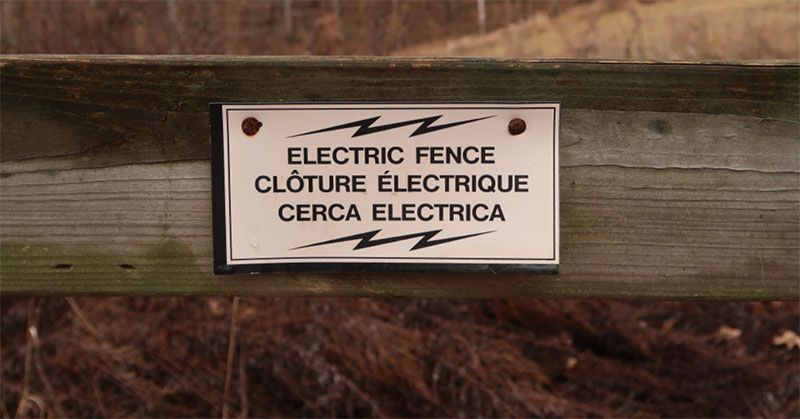 ELECTRIC FENCE
CLÔTURE ÉLECTRIQUE
CERCA ELECTRICA